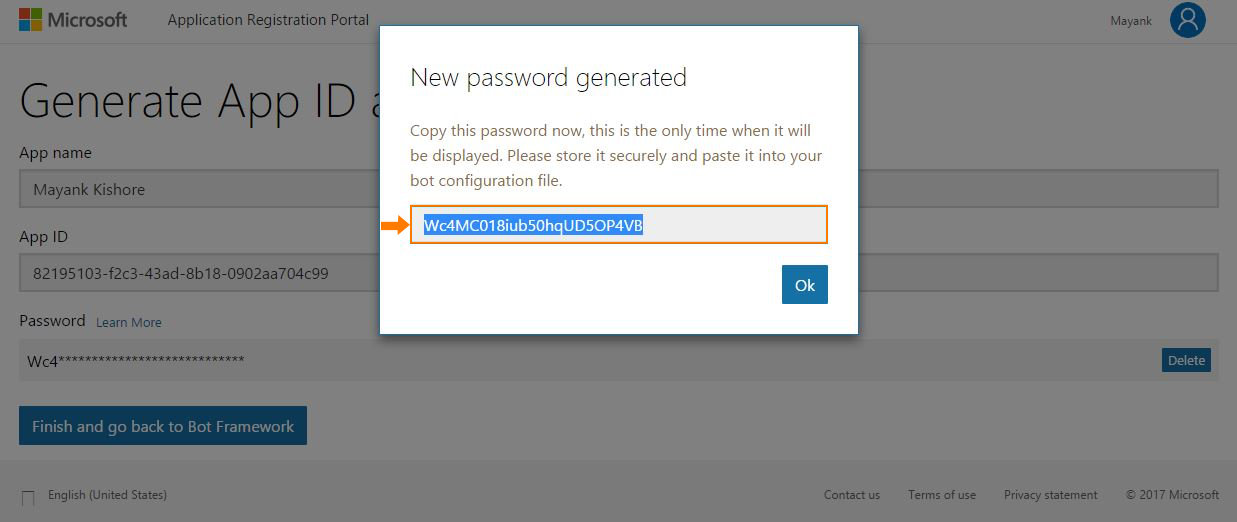 Microsoft Application Registration Portal Mayank
New password generated
Copy this password now, this is the only time when it will
be displayed. Please store it securely and paste it into your
bot configuration file.
Wc4MC018iub50hqUD5OP4VB
Ok
Generate App ID a
App name
Mayank Kishore
App ID
82195103-f2c3-43ad-8b18-0902aa704c99
Password Learn More
Wc4****************************
Delete
Finish and go back to Bot Framework
English (United States) Contact us Terms of use Privacy statement © 2017 Microsoft